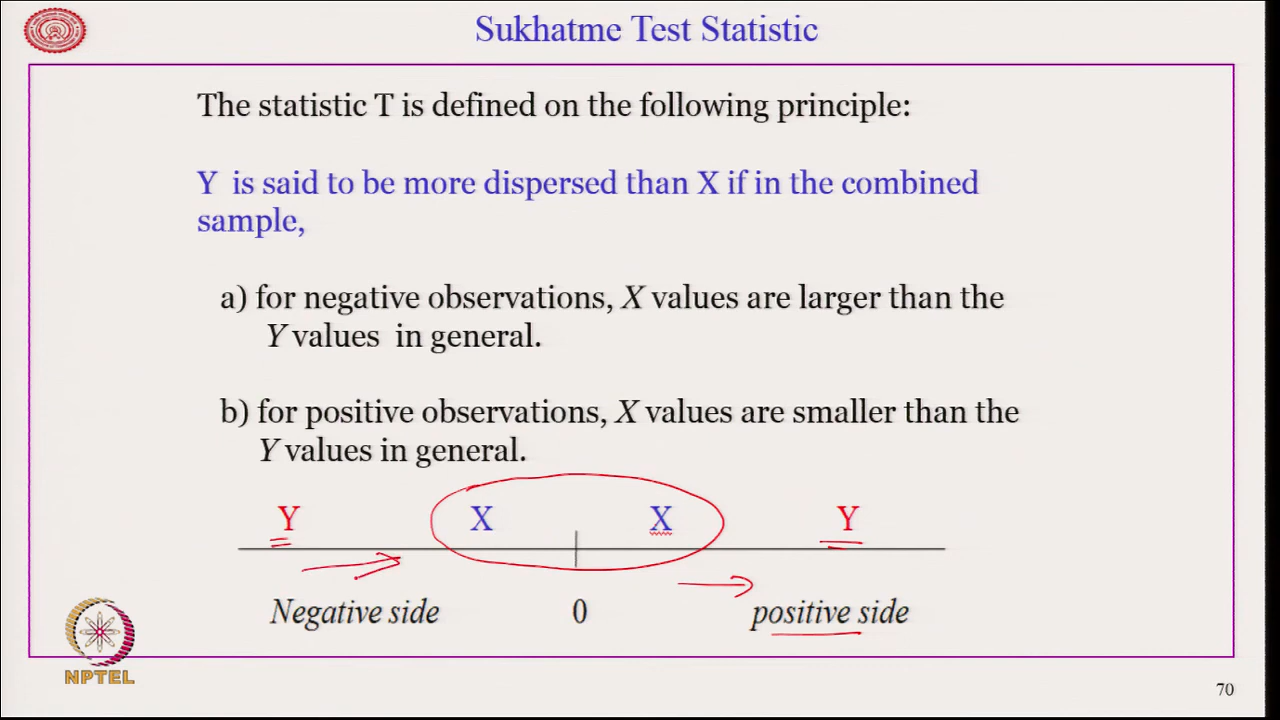 Sukhatme Test Statistic
The statistic T is defined on the following principle:
Y is said to be more dispersed than X if in the combined
sample,
a) for negative observations, X values are larger than the
Y values in general.
b) for positive observations, X values are smaller than the
Y values in general.
Y X X Y
Negative side 0 positive side
NPTEL
70